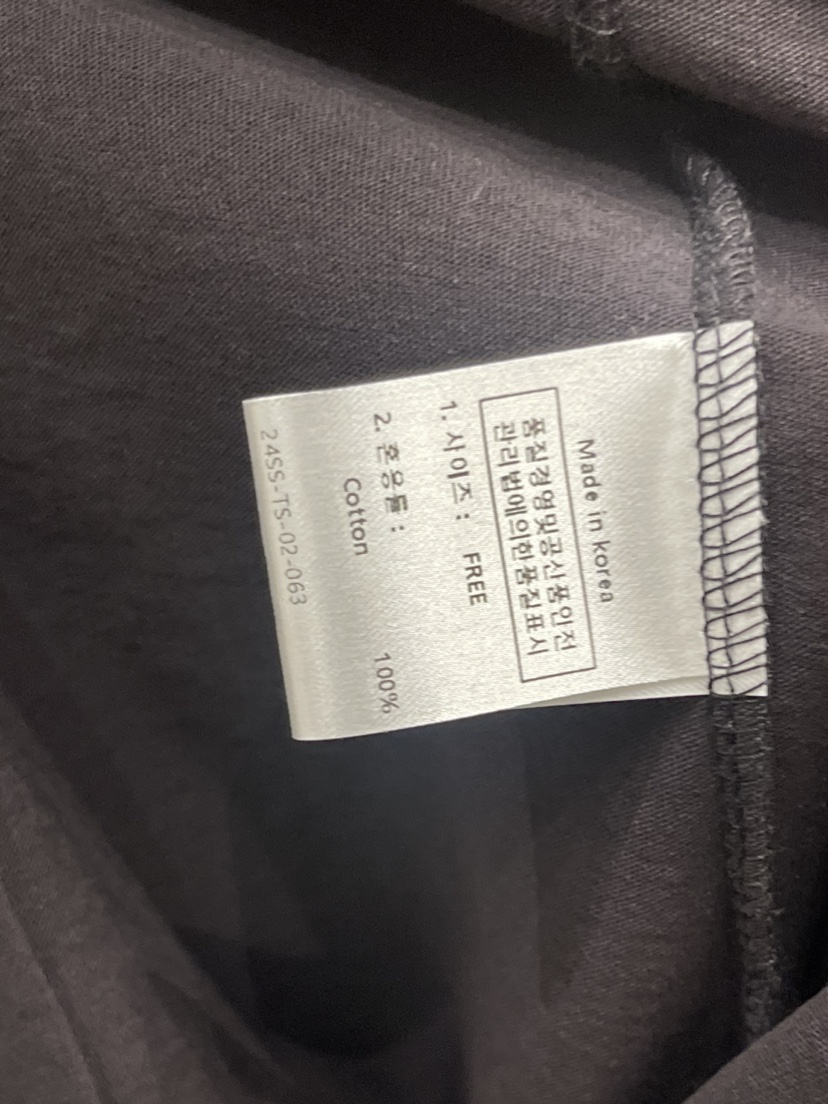 Made in korea
품질경영및공산품안전
관리법에의한품질표시
1. 사이즈 : FREE
2. 혼용률 :
Cotton 100%
24SS-TS-02-063